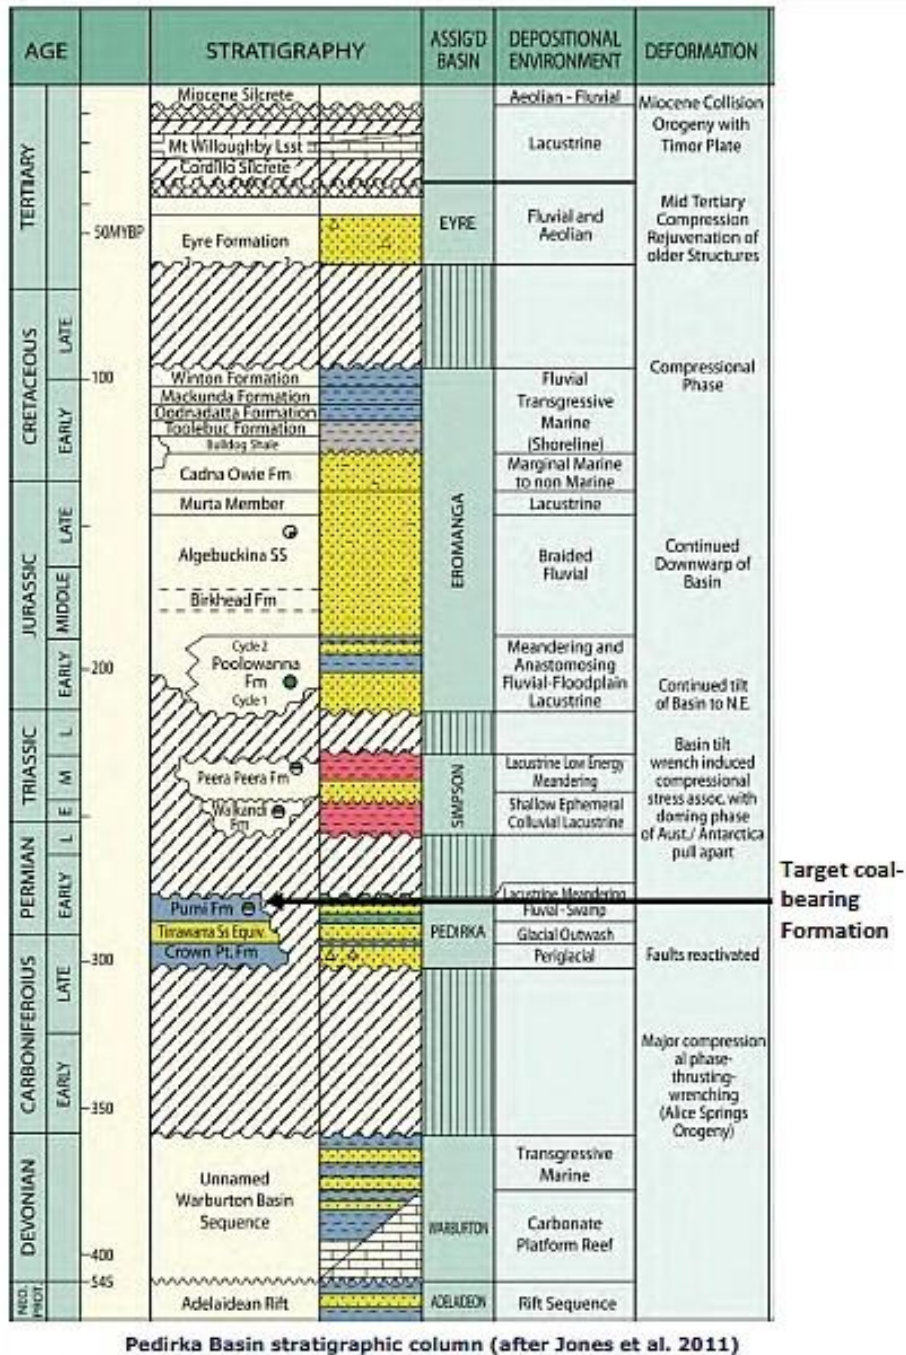 AGE
STRATIGRAPHY
ASSIG'D
BASIN
DEPOSITIONAL
ENVIRONMENT
DEFORMATION
TERTIARY
CRETACEOUS
LATE
EARLY
JURASSIC
LATE
MIDDLE
EARLY
TRIASSIC
L
M
E
PERMIAN
L
EARLY
CARBONIFEROIUS
LATE
EARLY
DEVONIAN
NEO.
PROT.
50MYBP
100
200
300
350
400
545
Miocene Silcrete
Mt Willoughby Lsst
Cordillo Silcrete
Eyre Formation
Winton Formation
Mackunda Formation
Oodnadatta Formation
Toolebuc Formation
Bulldog Shale
Cadna Owie Fm
Murta Member
Algebuckina SS
Birkhead Fm
Cycle 2
Poolowanna
Fm
Cycle 1
Peera Peera Fm
Walkandi
Fm
Purni Fm
Tirrawarra Ss Equiv.
Crown Pt. Fm
Unnamed
Warburton Basin
Sequence
Adelaidean Rift
EYRE
EROMANGA
SIMPSON
PEDIRKA
WARBURTON
ADELAIDEON
Aeolian - Fluvial
Lacustrine
Fluvial and
Aeolian
Fluvial
Transgressive
Marine
(Shoreline)
Marginal Marine
to non Marine
Lacustrine
Braided
Fluvial
Meandering and
Anastomosing
Fluvial-Floodplain
Lacustrine
Lacustrine Low Energy
Meandering
Shallow Ephemeral
Colluvial Lacustrine
Lacustrine Meandering
Fluvial - Swamp
Glacial Outwash
Periglacial
Transgressive
Marine
Carbonate
Platform Reef
Rift Sequence
Miocene Collision
Orogeny with
Timor Plate
Mid Tertiary
Compression
Rejuvenation of
older Structures
Compressional
Phase
Continued
Downwarp of
Basin
Continued tilt
of Basin to N.E.
Basin tilt
wrench induced
compressional
stress assoc. with
doming phase
of Aust./ Antarctica
pull apart
Faults reactivated
Major compression
al phase-
thrusting-
wrenching
(Alice Springs
Orogeny)
Target coal-
bearing
Formation
Pedirka Basin stratigraphic column (after Jones et al. 2011)